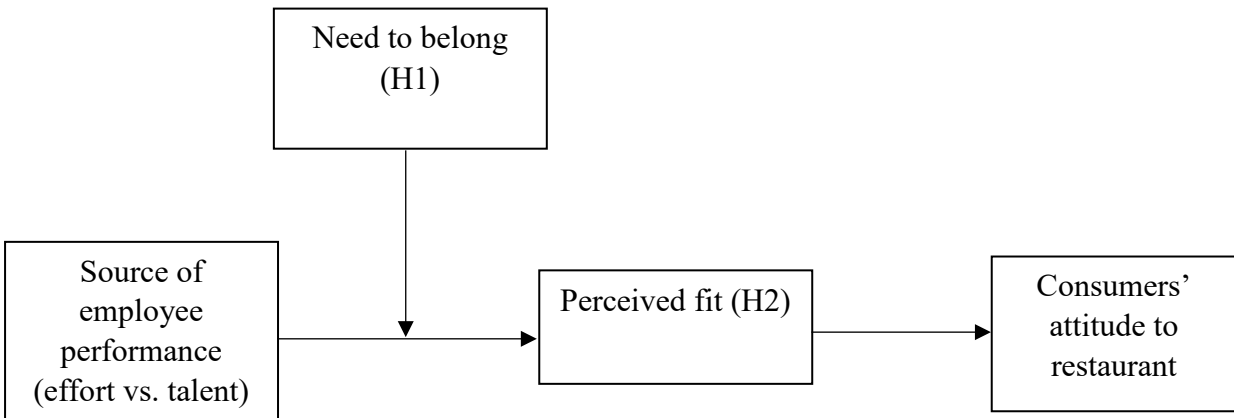 Need to belong
(H1)
Source of
employee
performance
(effort vs. talent)
Perceived fit (H2)
Consumers’
attitude to
restaurant